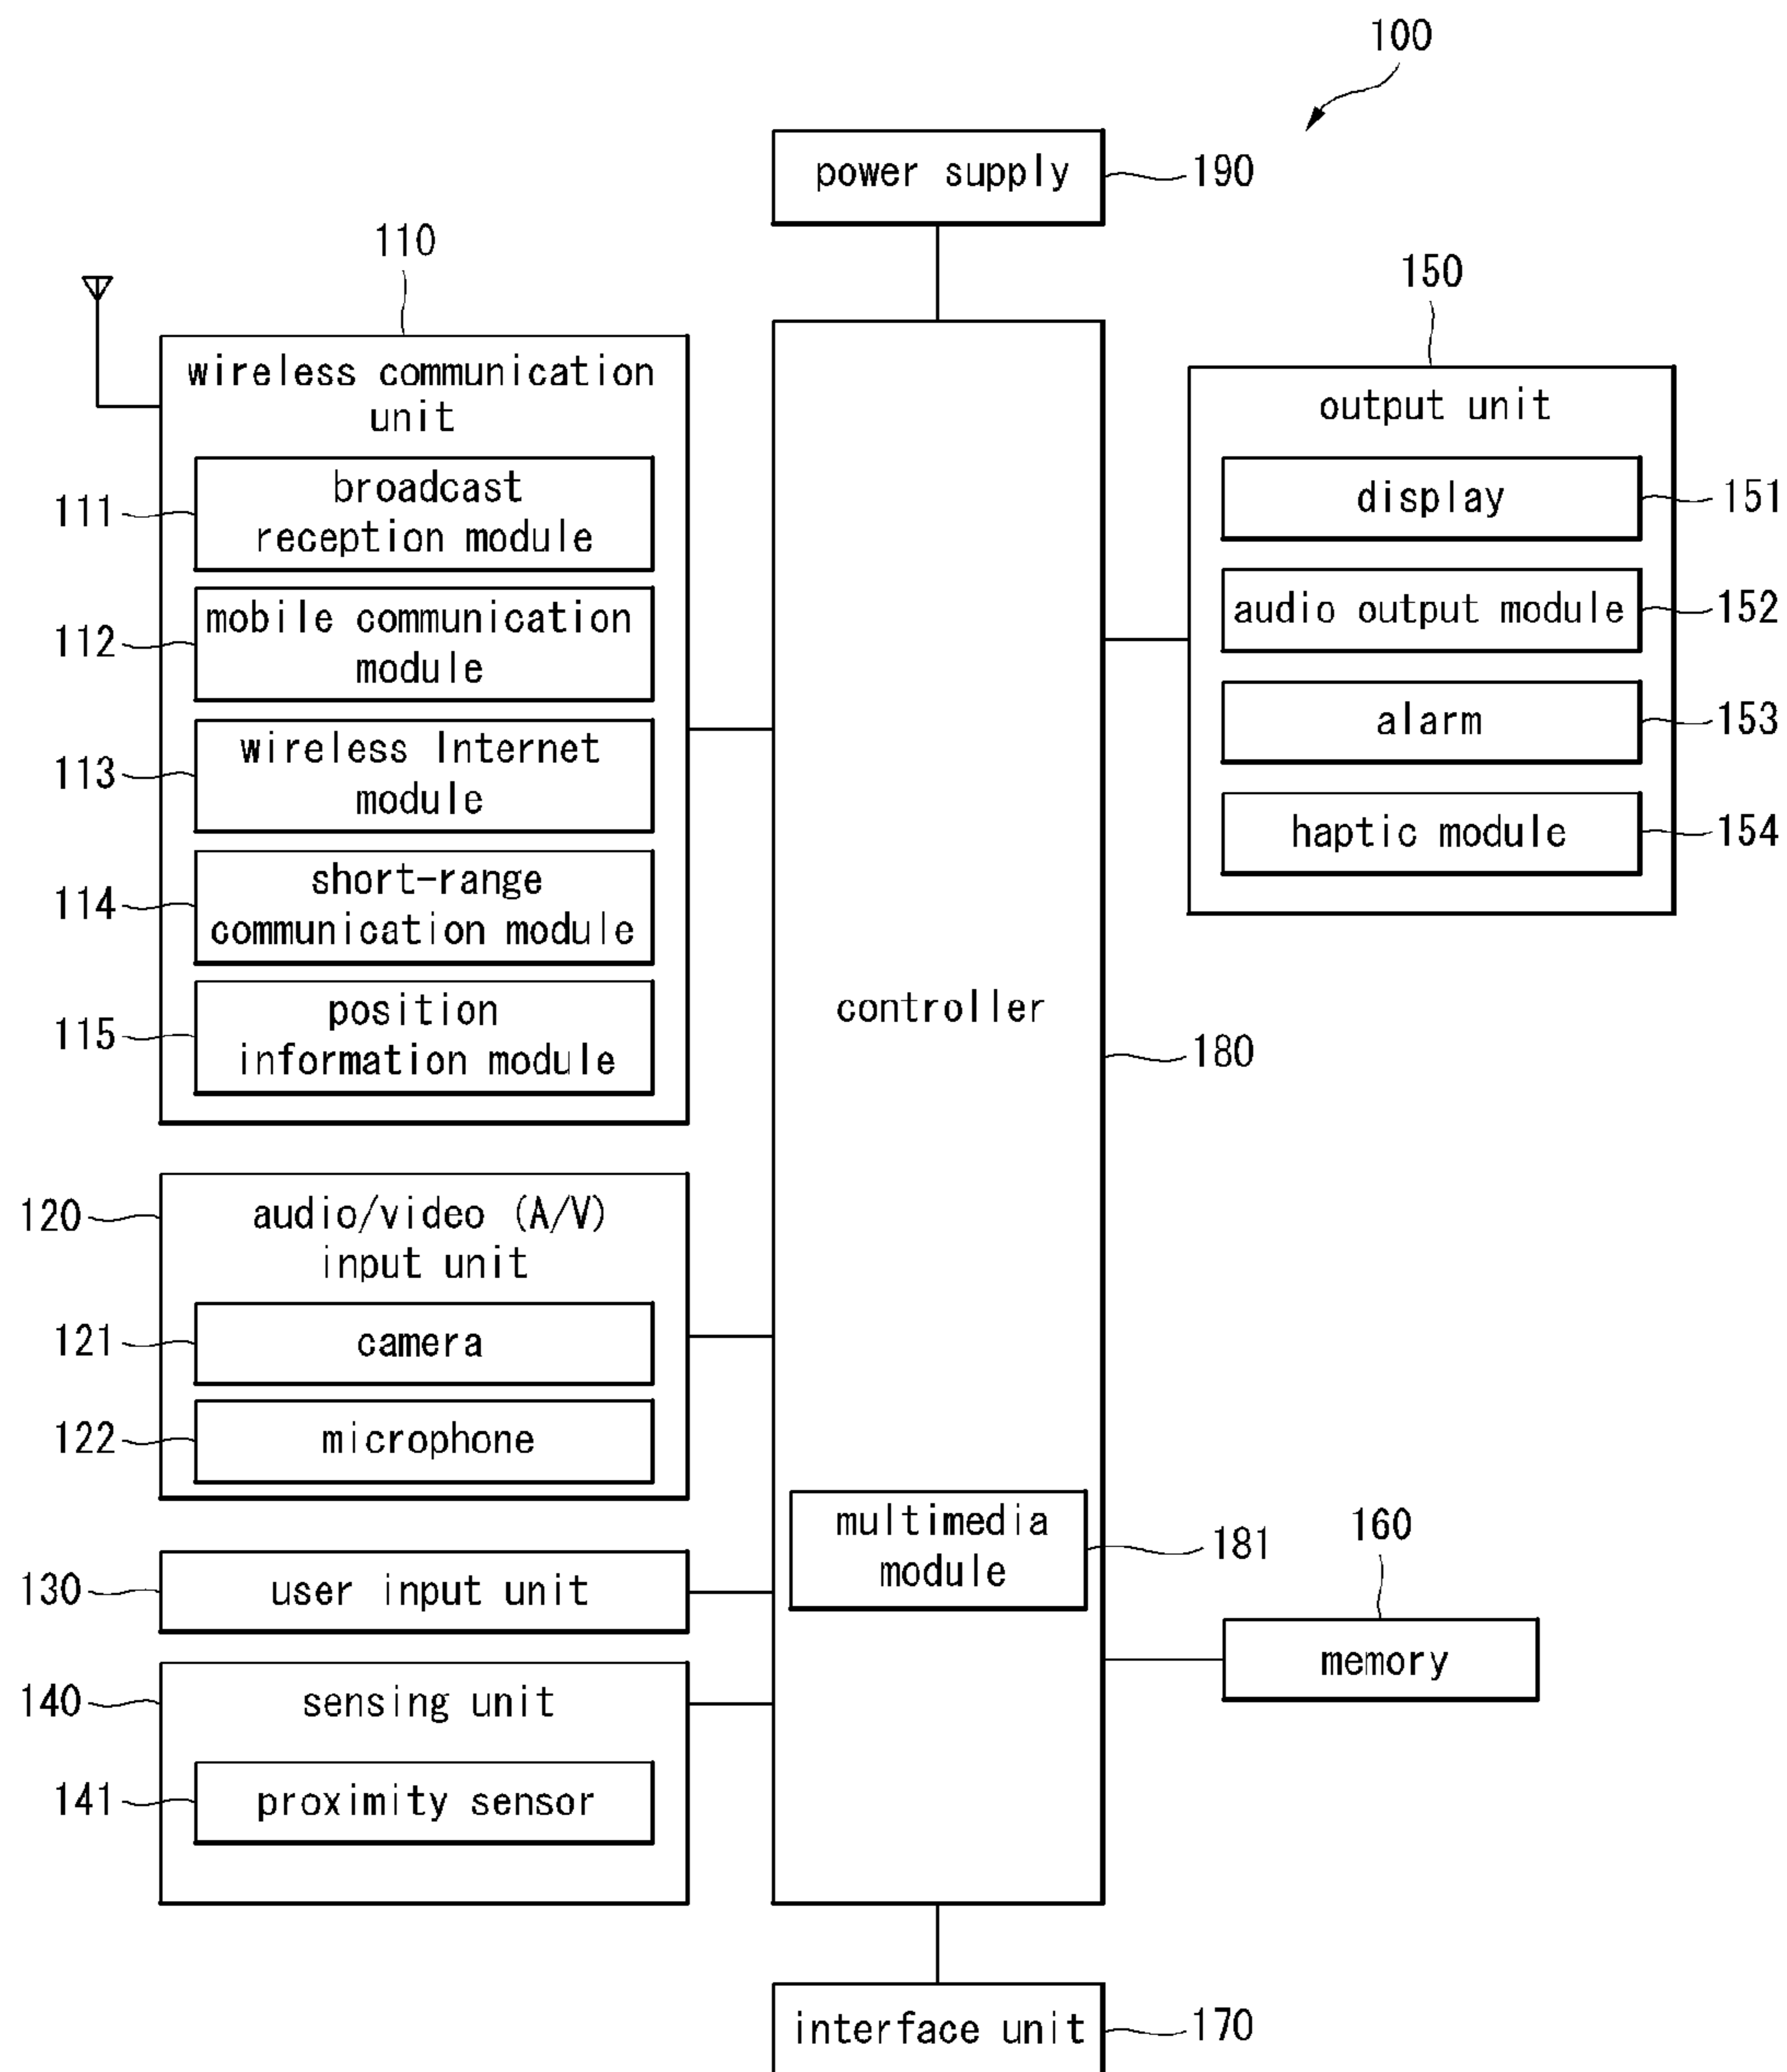 100
power supply
190
110
wireless communication
unit
111
broadcast
reception module
112
mobile communication
module
113
wireless Internet
module
114
short-range
communication module
115
position
information module
120
audio/video (A/V)
input unit
121
camera
122
microphone
130
user input unit
140
sensing unit
141
proximity sensor
controller
180
multimedia
module
181
150
output unit
display
151
audio output module
152
alarm
153
haptic module
154
160
memory
interface unit
170